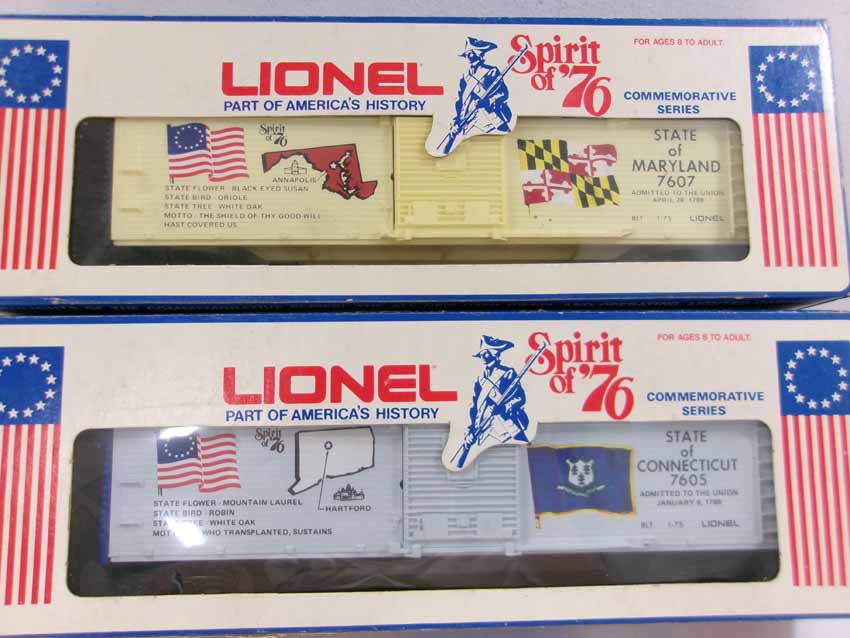 FOR AGES 8 TO ADULT.
LIONEL
PART OF AMERICA'S HISTORY
Spirit of '76
COMMEMORATIVE
SERIES
Spirit of '76
ANNAPOLIS
STATE FLOWER - BLACK EYED SUSAN
STATE BIRD - ORIOLE
STATE TREE - WHITE OAK
MOTTO - THE SHIELD OF THY GOOD WILL
HAST COVERED US
STATE
of
MARYLAND
7607
ADMITTED TO THE UNION
APRIL 28, 1788
BLT 1-75 LIONEL
FOR AGES 8 TO ADULT.
LIONEL
PART OF AMERICA'S HISTORY
Spirit of '76
COMMEMORATIVE
SERIES
Spirit of '76
HARTFORD
STATE FLOWER - MOUNTAIN LAUREL
STATE BIRD - ROBIN
TREE - WHITE OAK
WHO TRANSPLANTED, SUSTAINS
STATE
of
CONNECTICUT
7605
ADMITTED TO THE UNION
JANUARY 9, 1788
BLT 1-75 LIONEL